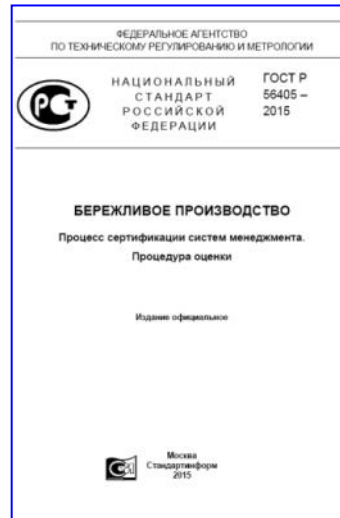 ФЕДЕРАЛЬНОЕ АГЕНТСТВО
ПО ТЕХНИЧЕСКОМУ РЕГУЛИРОВАНИЮ И МЕТРОЛОГИИ
РСТ
НАЦИОНАЛЬНЫЙ
СТАНДАРТ
РОССИЙСКОЙ
ФЕДЕРАЦИИ
ГОСТ Р
56405 –
2015
БЕРЕЖЛИВОЕ ПРОИЗВОДСТВО
Процесс сертификации систем менеджмента.
Процедура оценки
Издание официальное
Москва
Стандартинформ
2015